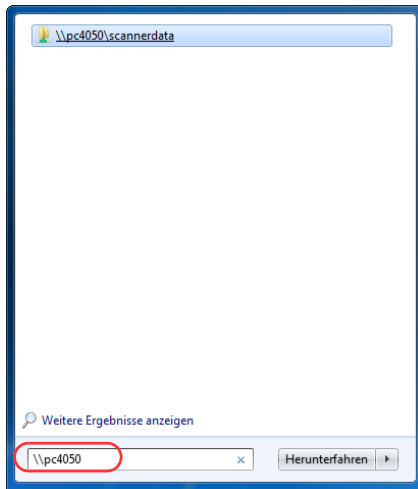 \\pc4050\scannerdata
Weitere Ergebnisse anzeigen
\\pc4050
Herunterfahren